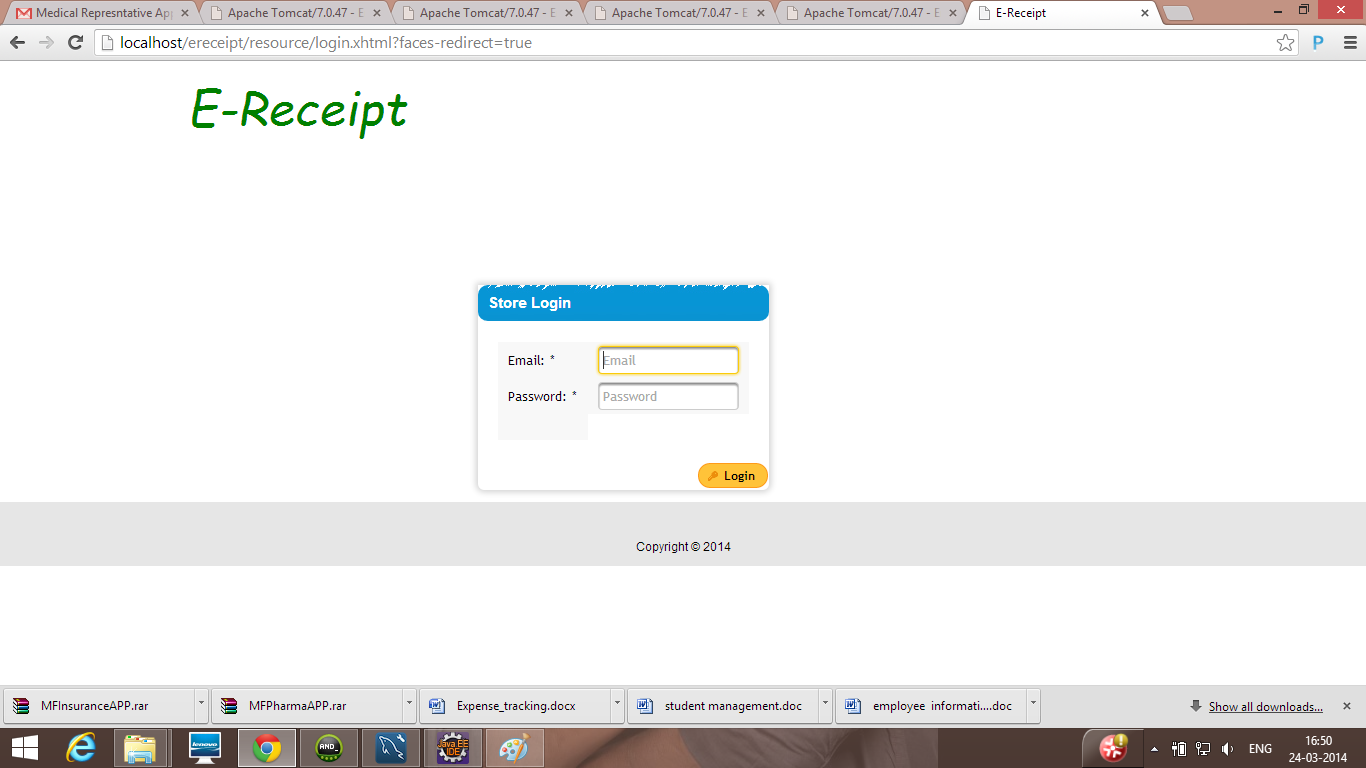 Medical Represntative Ap
Apache Tomcat/7.0.47 - E
Apache Tomcat/7.0.47 - E
Apache Tomcat/7.0.47 - E
Apache Tomcat/7.0.47 - E
E-Receipt
localhost/ereceipt/resource/login.xhtml?faces-redirect=true
P
E-Receipt
Store Login
Email: *
Email
Password: *
Password
Login
Copyright © 2014
MFInsuranceAPP.rar
MFPharmaAPP.rar
Expense_tracking.docx
student management.doc
employee informati....doc
Show all downloads...
lenovo
AND_
Java EE
IDE
ENG
16:50
24-03-2014